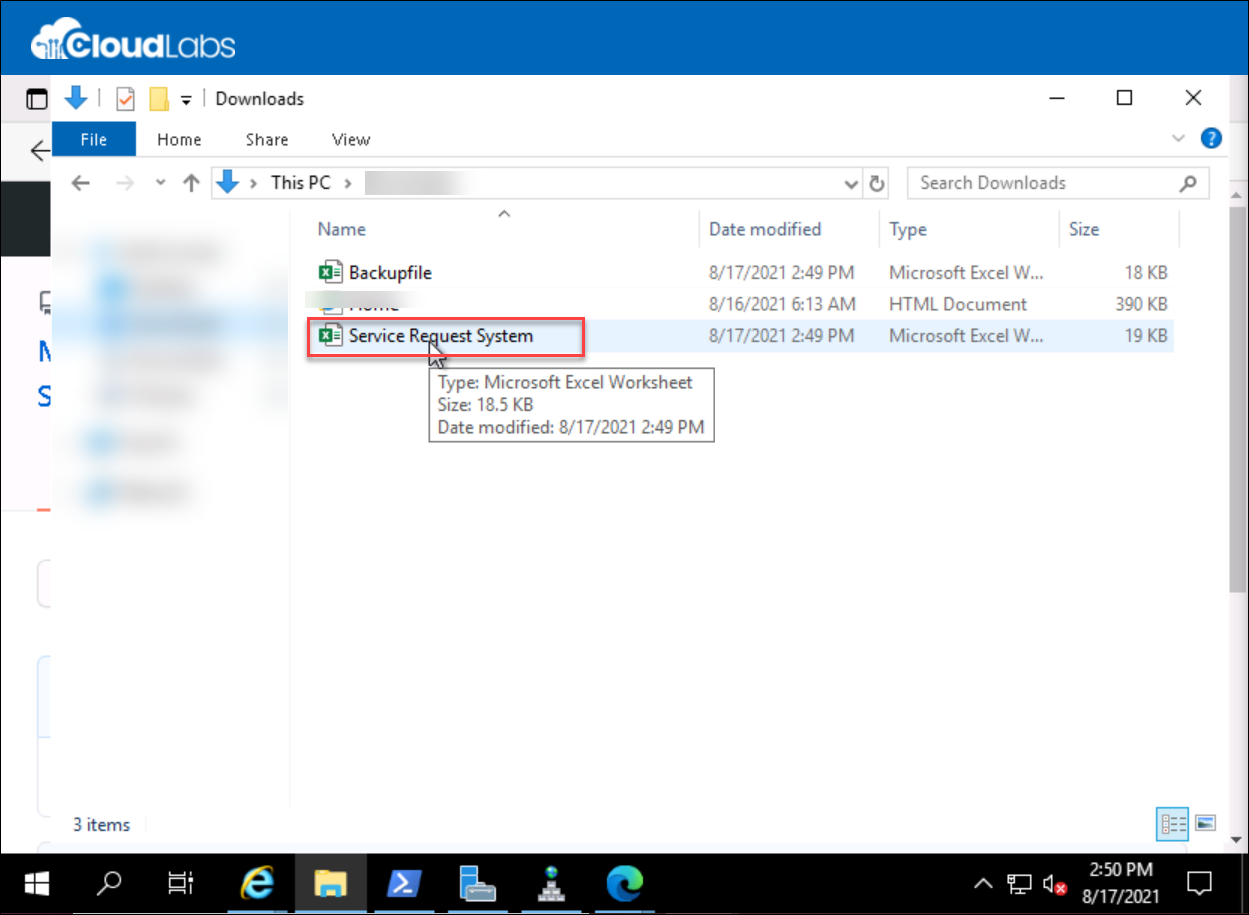 CloudLabs
Downloads
File Home Share View
This PC
Search Downloads
Name Date modified Type Size
Backupfile 8/17/2021 2:49 PM Microsoft Excel W... 18 KB
8/16/2021 6:13 AM HTML Document 390 KB
Service Request System 8/17/2021 2:49 PM Microsoft Excel W... 19 KB
Type: Microsoft Excel Worksheet
Size: 18.5 KB
Date modified: 8/17/2021 2:49 PM
3 items
2:50 PM
8/17/2021